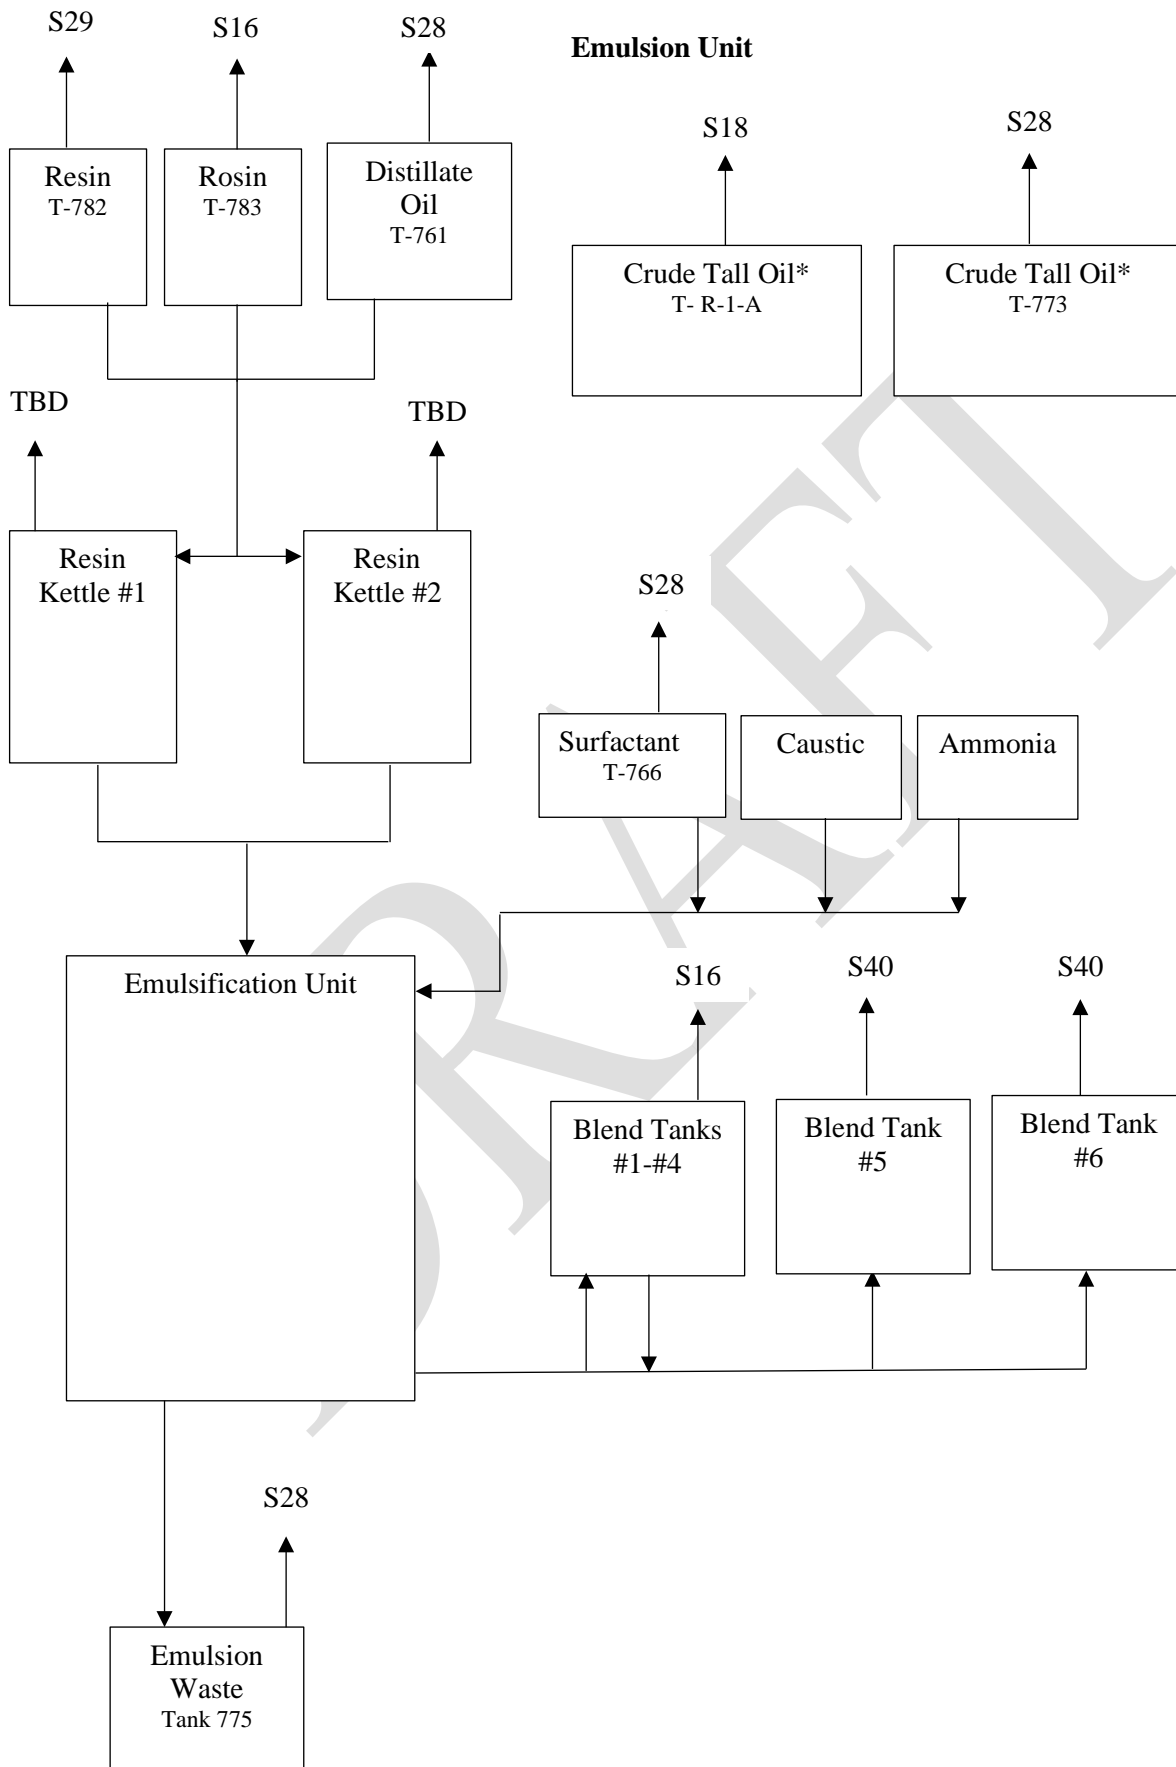 S29
S16
S28
Emulsion Unit
S18
S28
Resin
T-782
Rosin
T-783
Distillate
Oil
T-761
Crude Tall Oil*
T- R-1-A
Crude Tall Oil*
T-773
TBD
TBD
Resin
Kettle #1
Resin
Kettle #2
S28
Surfactant
T-766
Caustic
Ammonia
Emulsification Unit
S16
S40
S40
Blend Tanks
#1-#4
Blend Tank
#5
Blend Tank
#6
S28
Emulsion
Waste
Tank 775
DRAFT